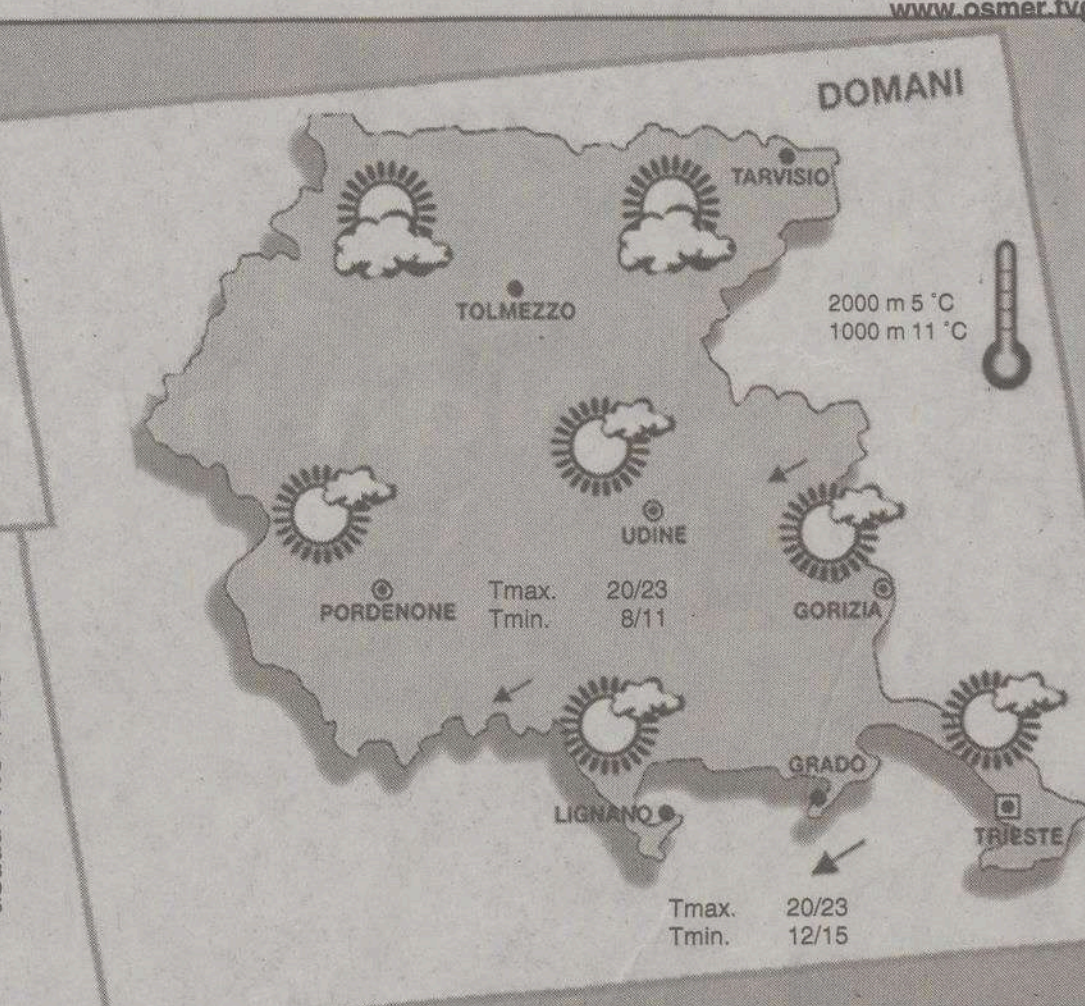 www.osmer.fvg
DOMANI
TARVISIO
2000 m 5 °C
1000 m 11 °C
TOLMEZZO
UDINE
PORDENONE
Tmax. 20/23
Tmin. 8/11
GORIZIA
GRADO
LIGNANO
TRIESTE
Tmax. 20/23
Tmin. 12/15